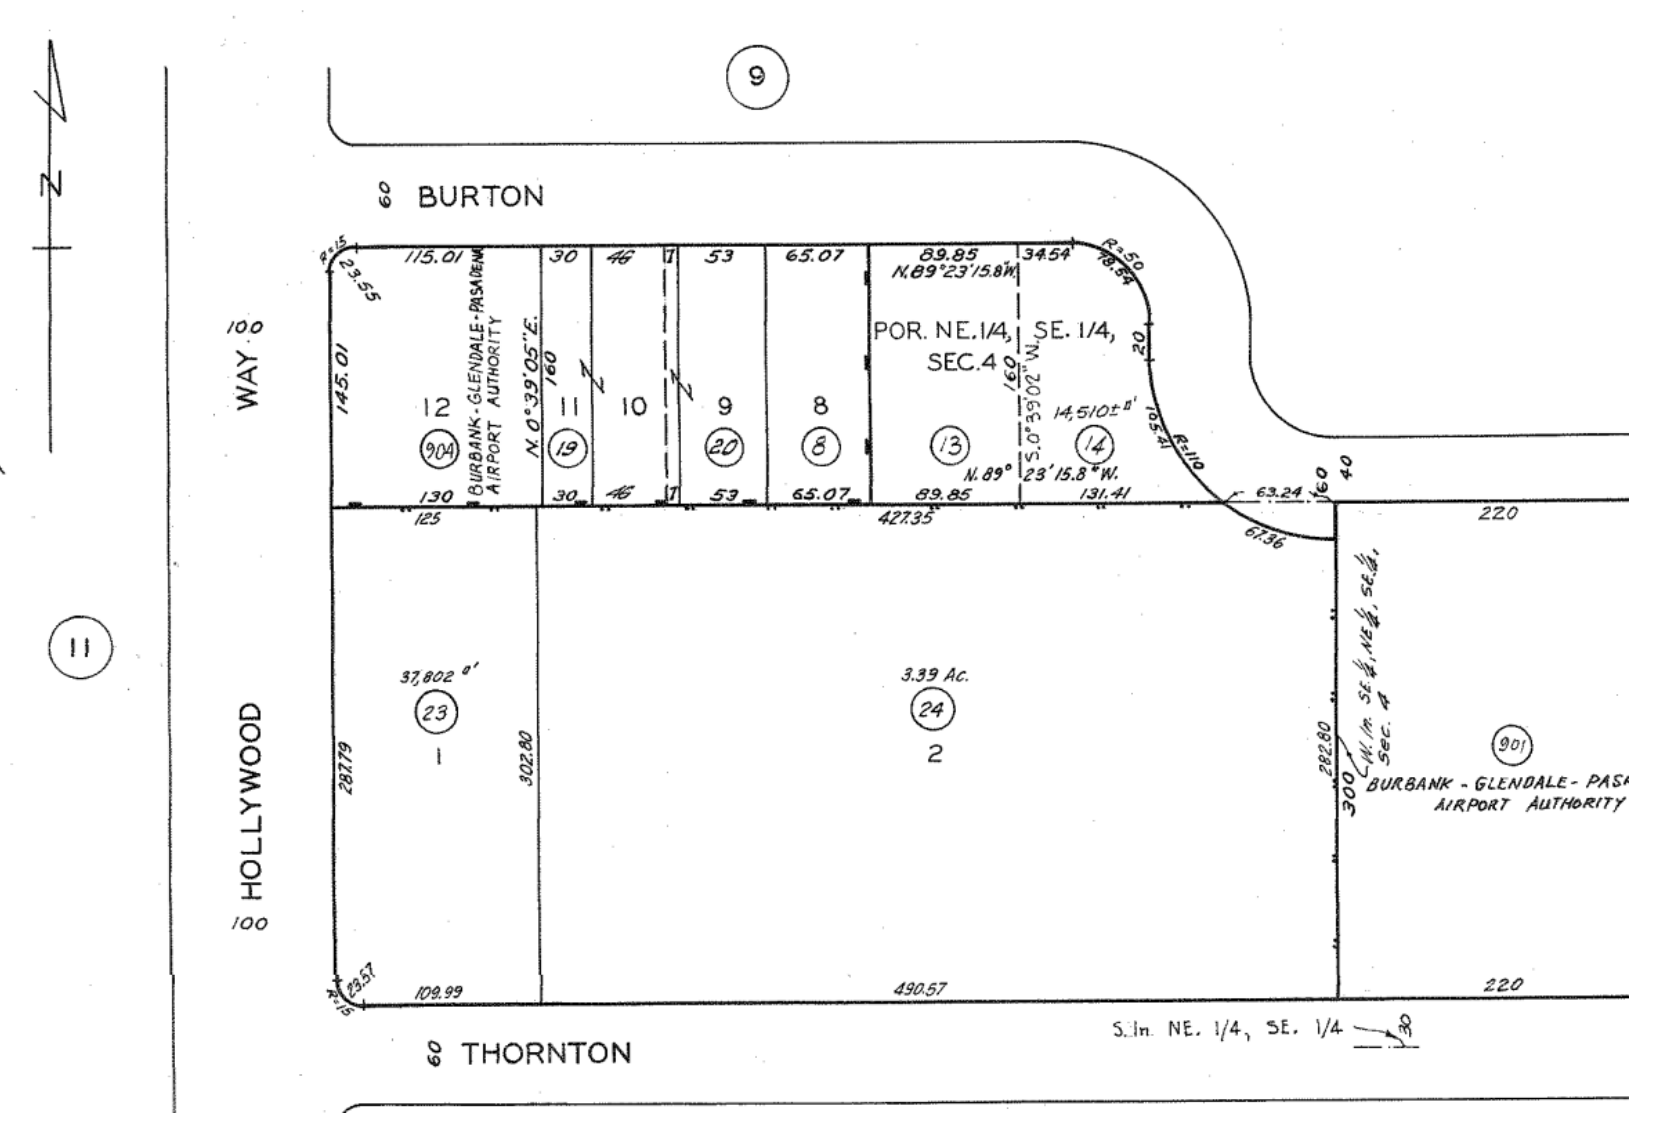 9
N
60 BURTON
R=15
23.55
115.01
30
46
7
53
65.07
89.85
N.89°23'15.8"W.
34.54
R=50
78.54
20
105.41
R=110
100
WAY
145.01
BURBANK-GLENDALE-PASADENA
AIRPORT AUTHORITY
N.0°39'05"E.
160
12
904
11
19
10
9
20
8
8
POR. NE.1/4, SE. 1/4,
SEC.4
160
S.0°39'02"W.
13
14,510±□'
14
N.89° 23'15.8"W.
130
30
46
7
53
65.07
89.85
131.41
63.24
60
40
125
427.35
67.36
220
11
HOLLYWOOD
100
287.79
37,802 □'
23
1
302.80
3.39 Ac.
24
2
282.80
300
W. ln. SE.¼, NE.¼, SE.¼,
Sec. 4
901
BURBANK - GLENDALE - PASA
AIRPORT AUTHORITY
23.57
R=15
109.99
490.57
220
S.ln. NE. 1/4, SE. 1/4
30
60 THORNTON